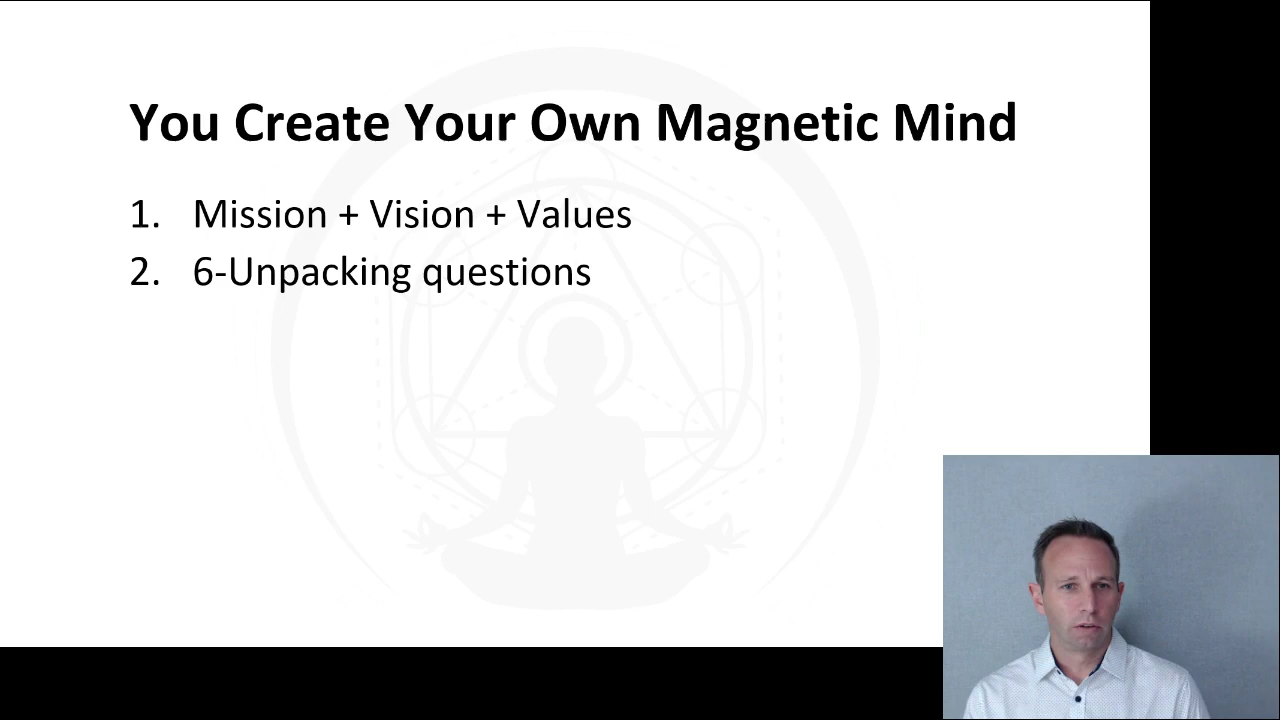 You Create Your Own Magnetic Mind
1. Mission + Vision + Values
2. 6-Unpacking questions